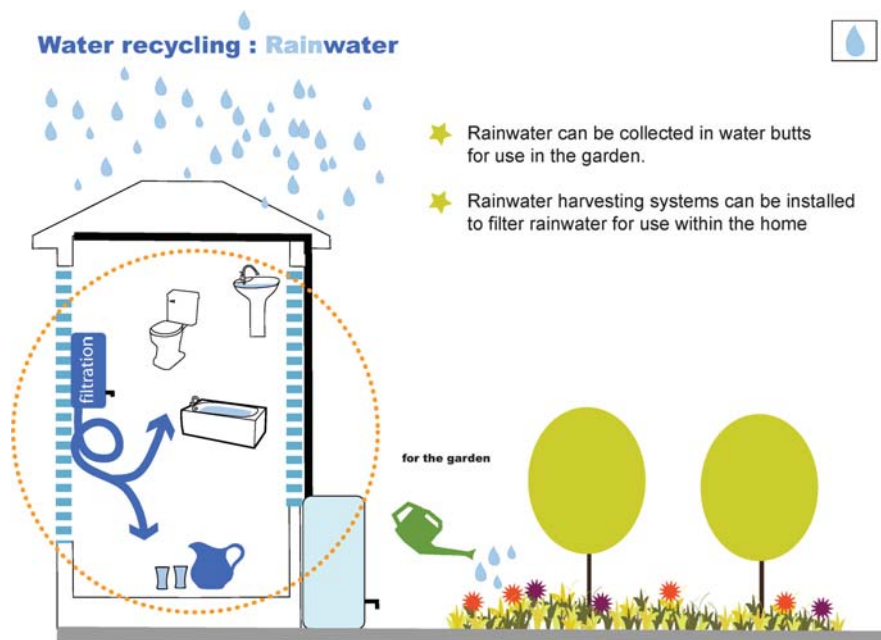 Water recycling : Rainwater
Rainwater can be collected in water butts
for use in the garden.
Rainwater harvesting systems can be installed
to filter rainwater for use within the home
filtration
for the garden